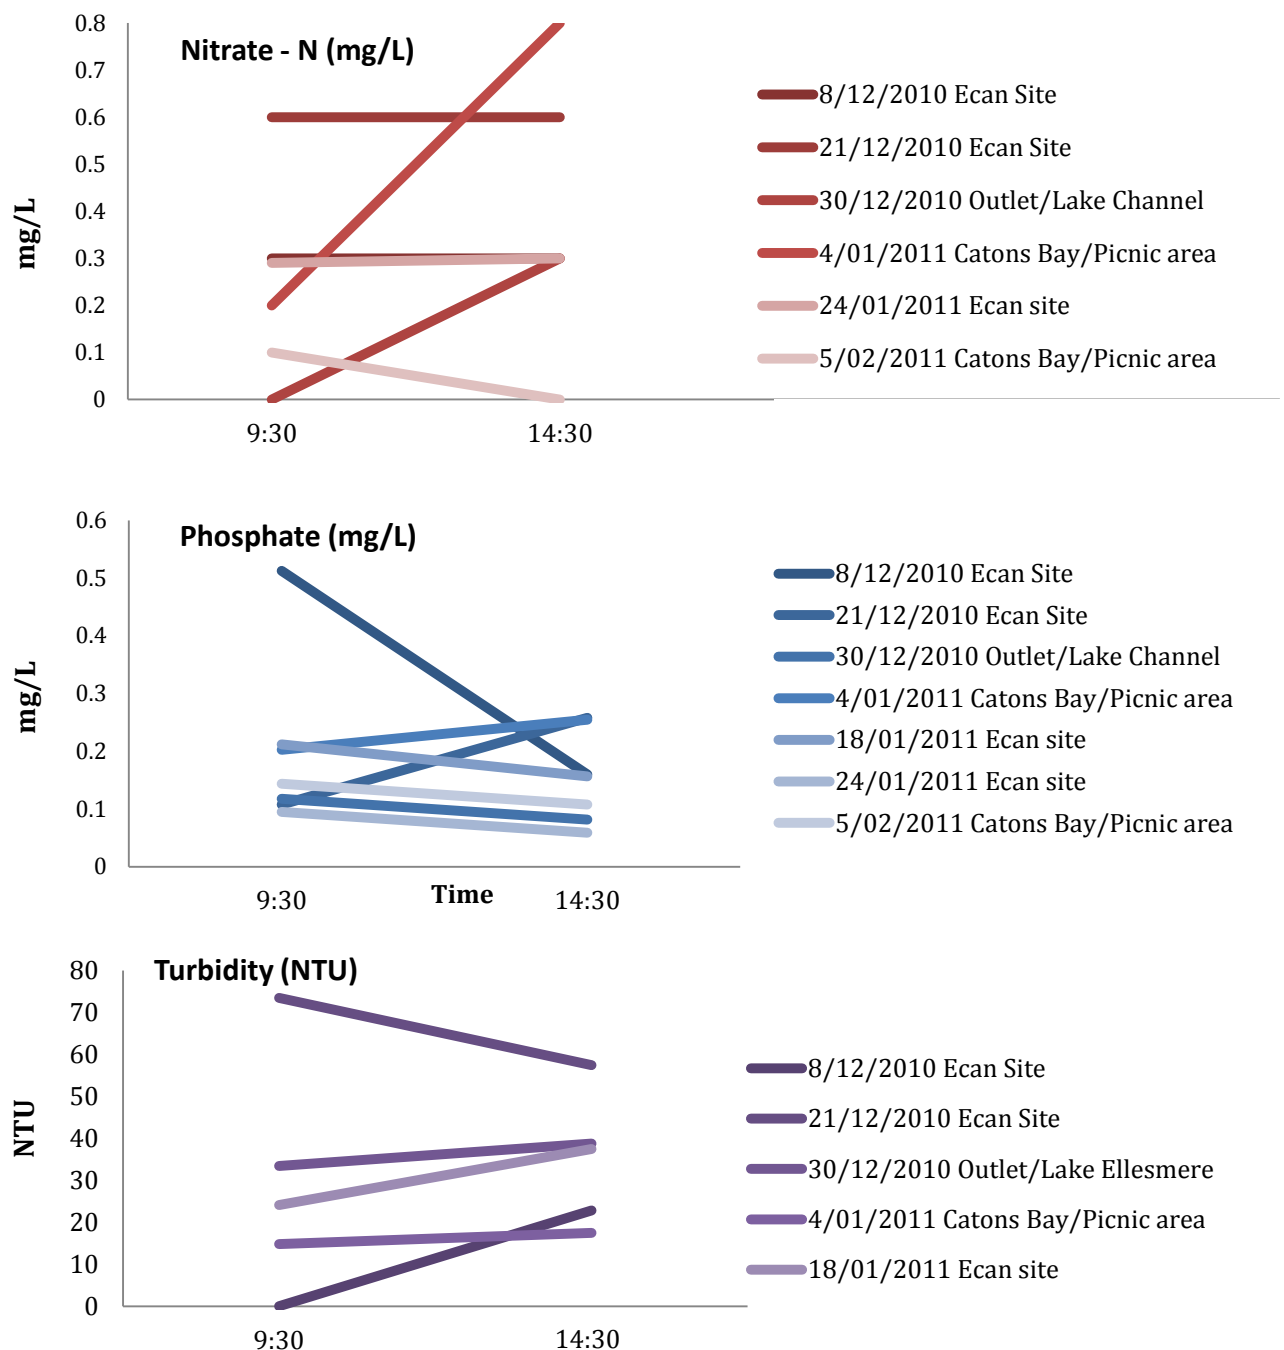 Nitrate - N (mg/L)
mg/L
0.8
0.7
0.6
0.5
0.4
0.3
0.2
0.1
0
9:30 14:30
8/12/2010 Ecan Site
21/12/2010 Ecan Site
30/12/2010 Outlet/Lake Channel
4/01/2011 Catons Bay/Picnic area
24/01/2011 Ecan site
5/02/2011 Catons Bay/Picnic area
Phosphate (mg/L)
mg/L
0.6
0.5
0.4
0.3
0.2
0.1
0
9:30 Time 14:30
8/12/2010 Ecan Site
21/12/2010 Ecan Site
30/12/2010 Outlet/Lake Channel
4/01/2011 Catons Bay/Picnic area
18/01/2011 Ecan site
24/01/2011 Ecan site
5/02/2011 Catons Bay/Picnic area
Turbidity (NTU)
NTU
80
70
60
50
40
30
20
10
0
9:30 14:30
8/12/2010 Ecan Site
21/12/2010 Ecan Site
30/12/2010 Outlet/Lake Ellesmere
4/01/2011 Catons Bay/Picnic area
18/01/2011 Ecan site